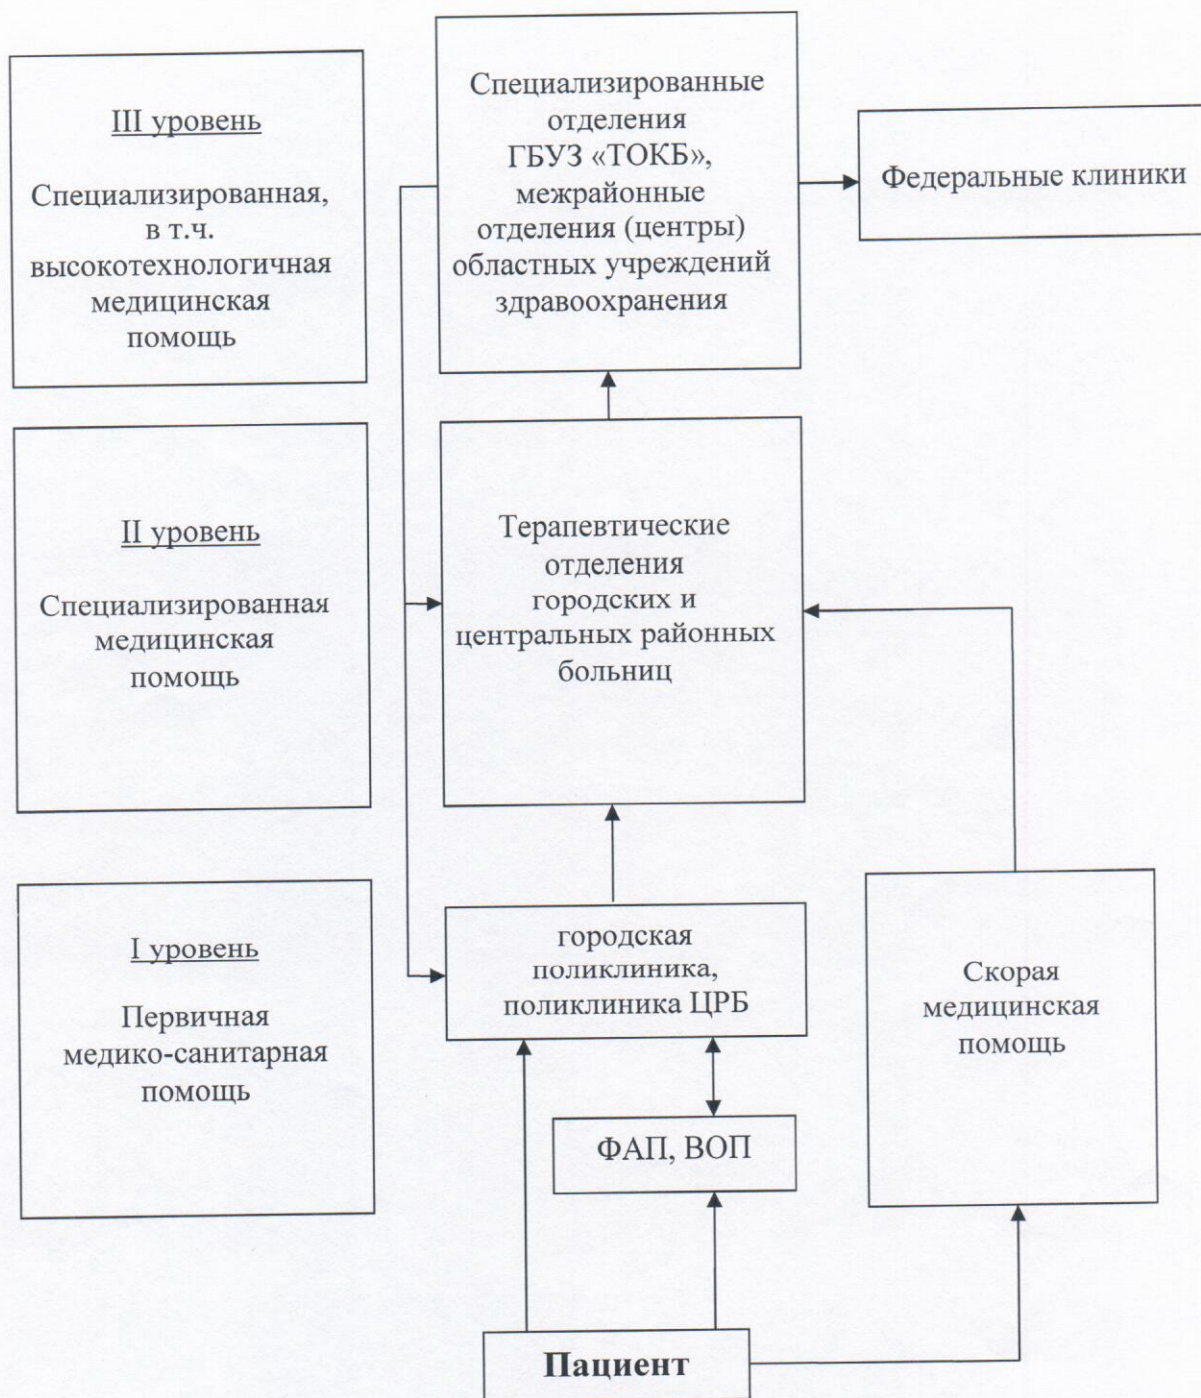 III уровень
Специализированная,
в т.ч.
высокотехнологичная
медицинская
помощь
Специализированные
отделения
ГБУЗ «ТОКБ»,
межрайонные
отделения (центры)
областных учреждений
здравоохранения
Федеральные клиники
II уровень
Специализированная
медицинская
помощь
Терапевтические
отделения
городских и
центральных районных
больниц
I уровень
Первичная
медико-санитарная
помощь
городская
поликлиника,
поликлиника ЦРБ
Скорая
медицинская
помощь
ФАП, ВОП
Пациент